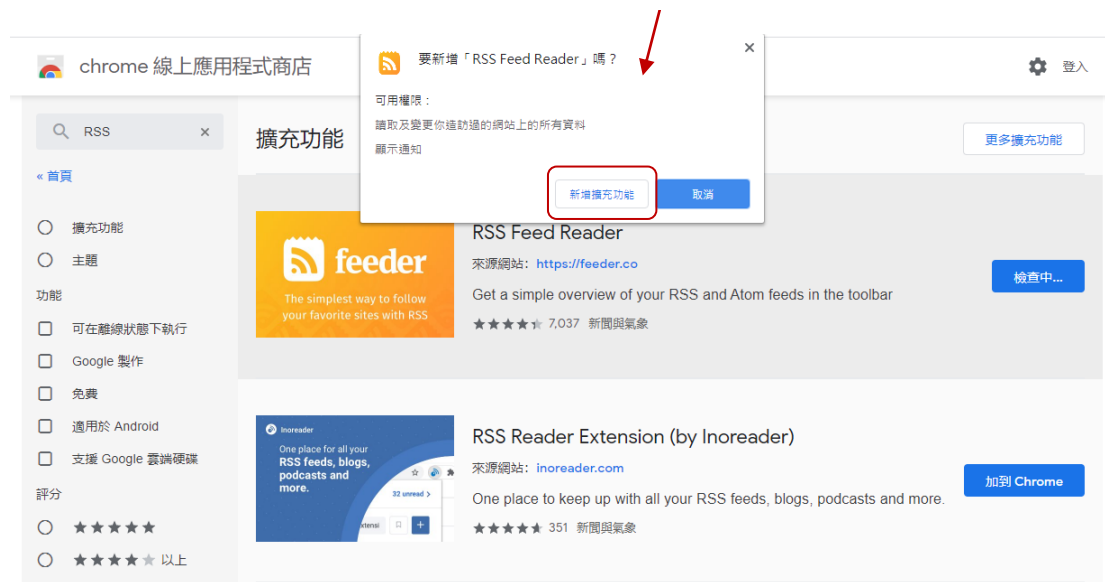 chrome 線上應用程式商店
登入
要新增「RSS Feed Reader」嗎？
可用權限：
讀取及變更你造訪過的網站上的所有資料
顯示通知
新增擴充功能
取消
RSS
« 首頁
擴充功能
主題
功能
可在離線狀態下執行
Google 製作
免費
適用於 Android
支援 Google 雲端硬碟
評分
以上
擴充功能
更多擴充功能
feeder
The simplest way to follow
your favorite sites with RSS
RSS Feed Reader
來源網站： https://feeder.co
Get a simple overview of your RSS and Atom feeds in the toolbar
7,037 新聞與氣象
檢查中...
Inoreader
One place for all your
RSS feeds, blogs,
podcasts and
more.
32 unread >
xtensi
RSS Reader Extension (by Inoreader)
來源網站： inoreader.com
One place to keep up with all your RSS feeds, blogs, podcasts and more.
351 新聞與氣象
加到 Chrome